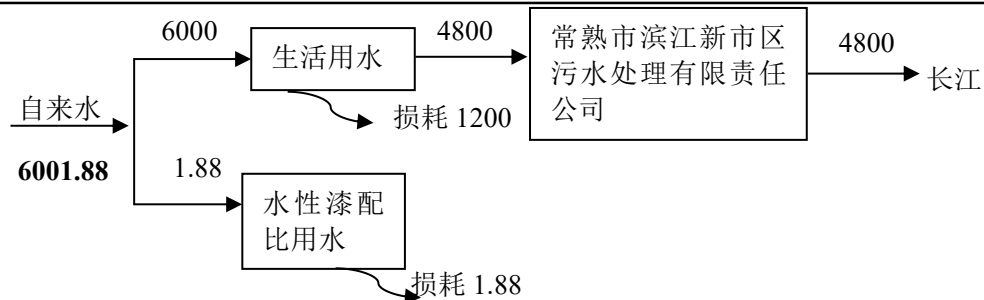 6000
生活用水
4800
常熟市滨江新市区
污水处理有限责任
公司
4800
长江
损耗 1200
自来水
6001.88
1.88
水性漆配
比用水
损耗 1.88